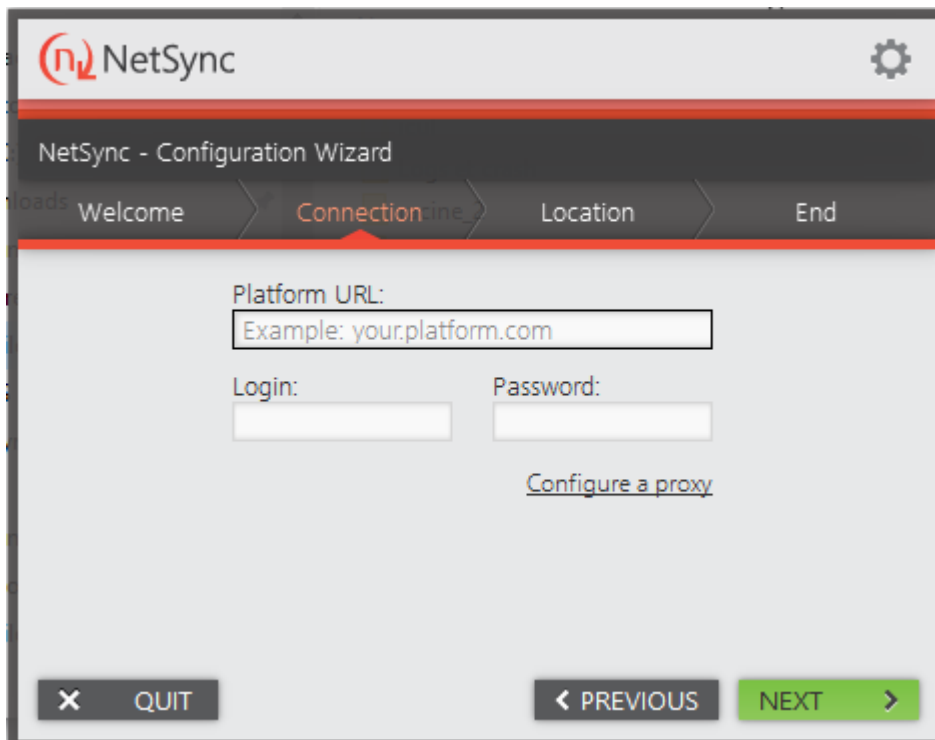 NetSync
NetSync - Configuration Wizard
Welcome Connection Location End
Platform URL:
Example: your.platform.com
Login: Password:
Configure a proxy
QUIT PREVIOUS NEXT